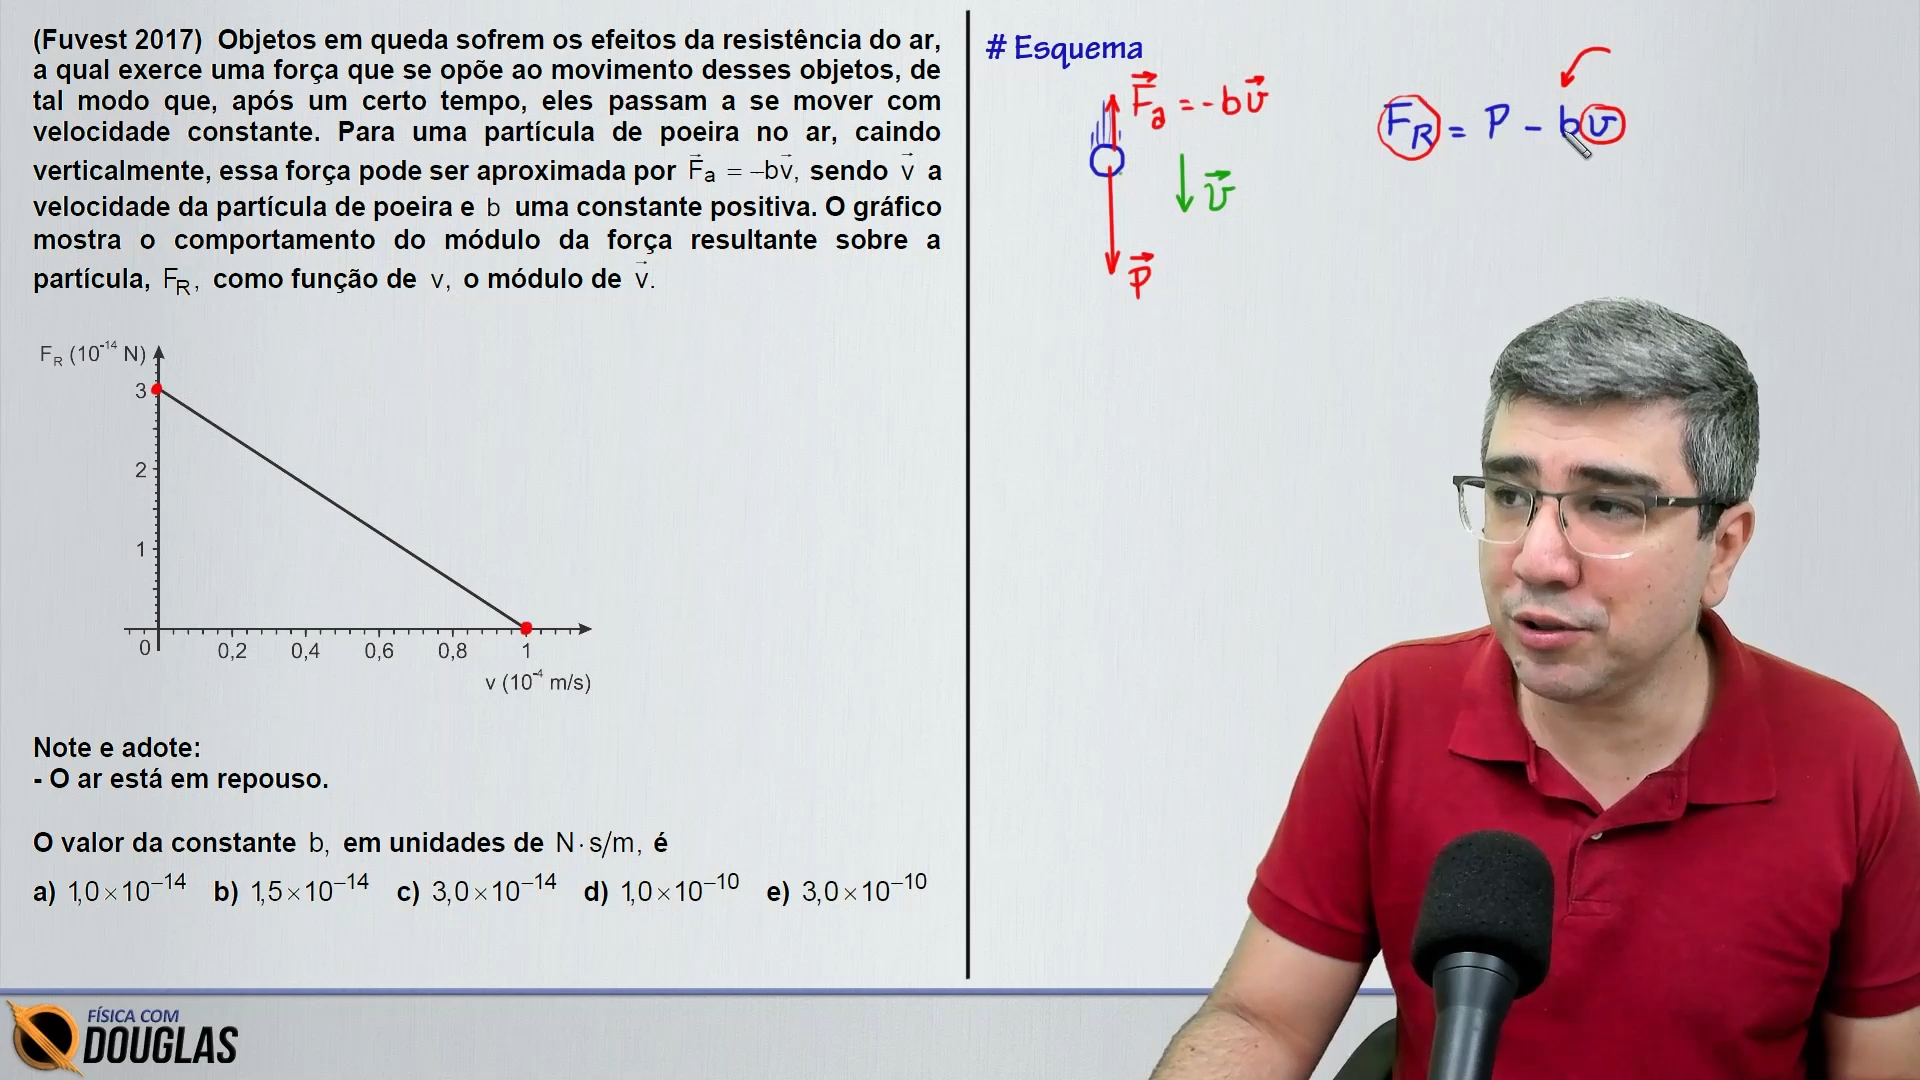 (Fuvest 2017) Objetos em queda sofrem os efeitos da resistência do ar,
a qual exerce uma força que se opõe ao movimento desses objetos, de
tal modo que, após um certo tempo, eles passam a se mover com
velocidade constante. Para uma partícula de poeira no ar, caindo
verticalmente, essa força pode ser aproximada por F⃗ₐ = −bv⃗, sendo v⃗ a
velocidade da partícula de poeira e b uma constante positiva. O gráfico
mostra o comportamento do módulo da força resultante sobre a
partícula, F_R, como função de v, o módulo de v⃗.
F_R (10⁻¹⁴ N)
3
2
1
0 0,2 0,4 0,6 0,8 1
v (10⁻⁴ m/s)
Note e adote:
- O ar está em repouso.
O valor da constante b, em unidades de N·s/m, é
a) 1,0×10⁻¹⁴ b) 1,5×10⁻¹⁴ c) 3,0×10⁻¹⁴ d) 1,0×10⁻¹⁰ e) 3,0×10⁻¹⁰
# Esquema
F⃗ₐ = -bv⃗
v⃗
P⃗
F_R = P - bv
FÍSICA COM
DOUGLAS